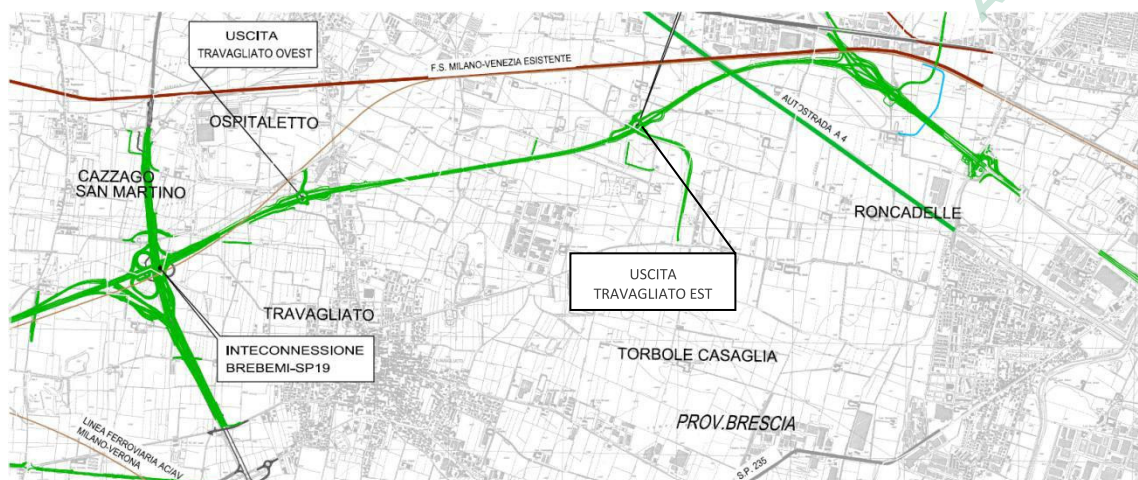 USCITA
TRAVAGLIATO OVEST
F.S. MILANO-VENEZIA ESISTENTE
OSPITALETTO
AUTOSTRADA A 4
CAZZAGO
SAN MARTINO
RONCADELLE
USCITA
TRAVAGLIATO EST
TRAVAGLIATO
INTECONNESSIONE
BREBEMI-SP19
TORBOLE CASAGLIA
PROV.BRESCIA
LINEA FERROVIARIA AC/AV
MILANO-VERONA
S.P. 235